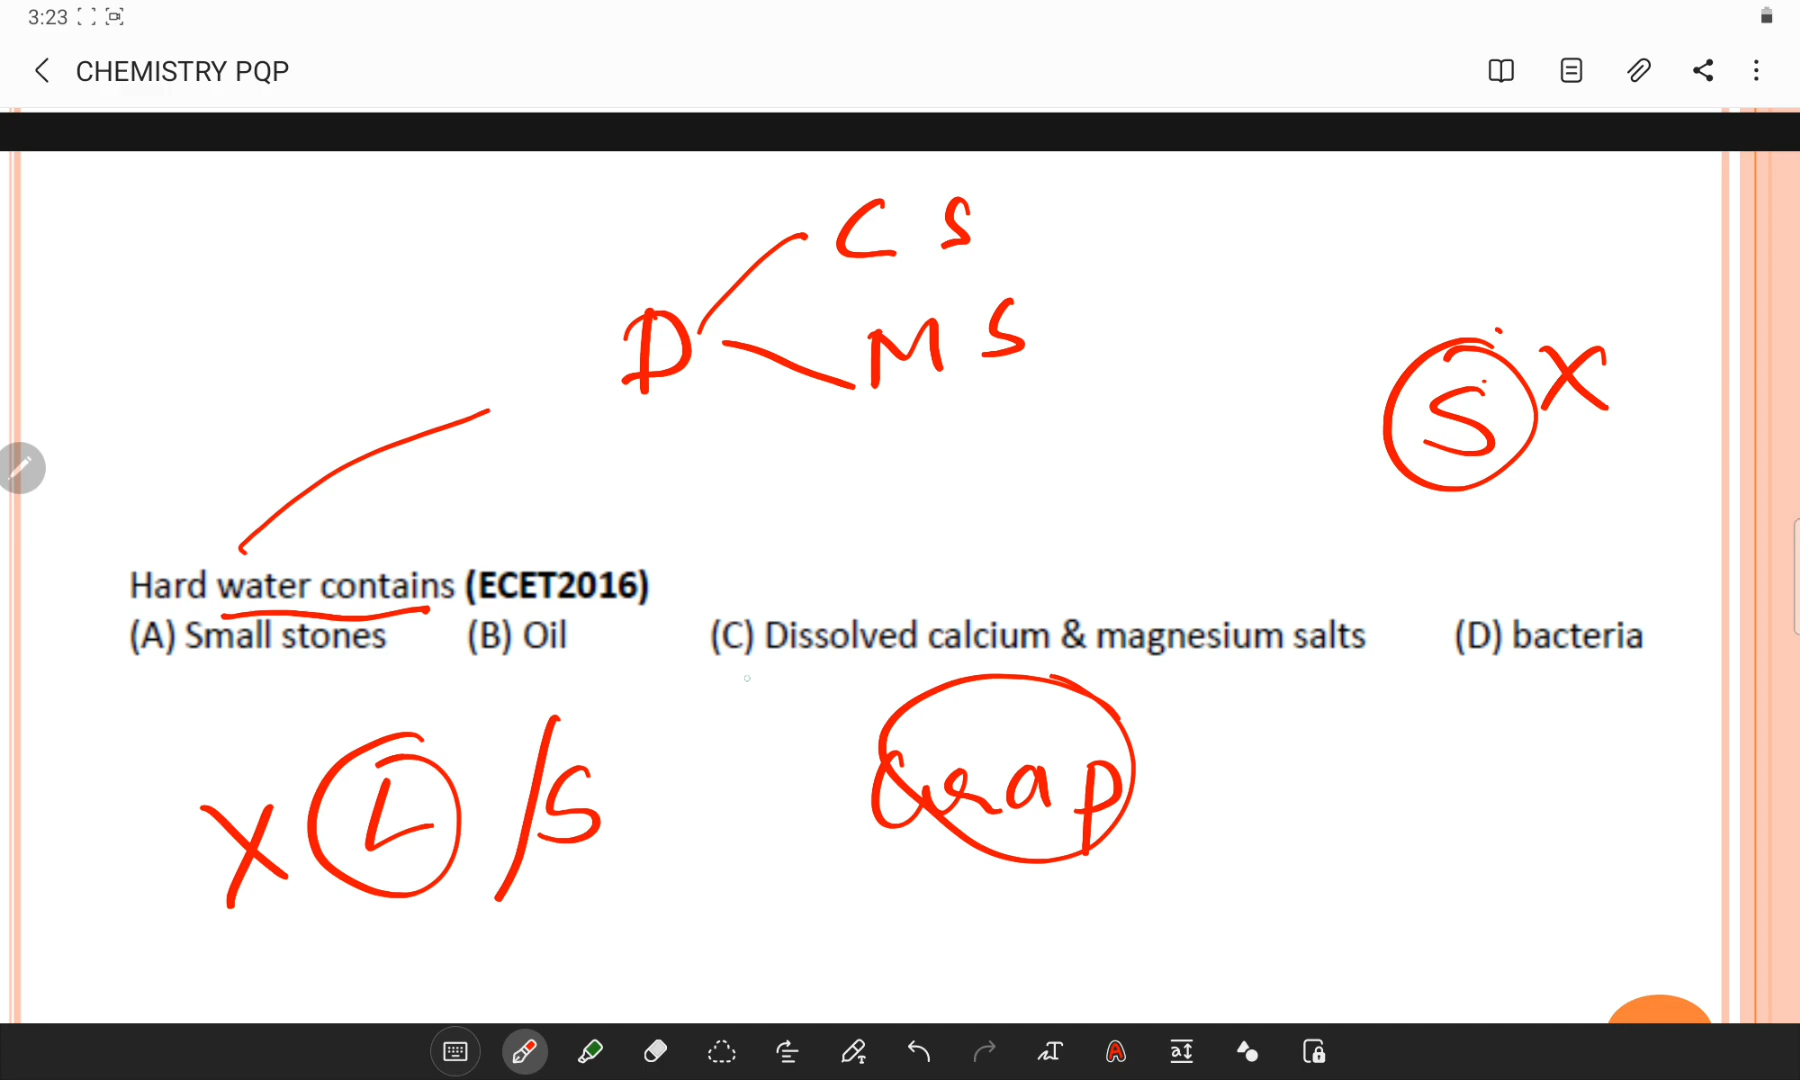 3:23
CHEMISTRY PQP
C S
D
M S
S X
Hard water contains (ECET2016)
(A) Small stones (B) Oil (C) Dissolved calcium & magnesium salts (D) bacteria
X L / S